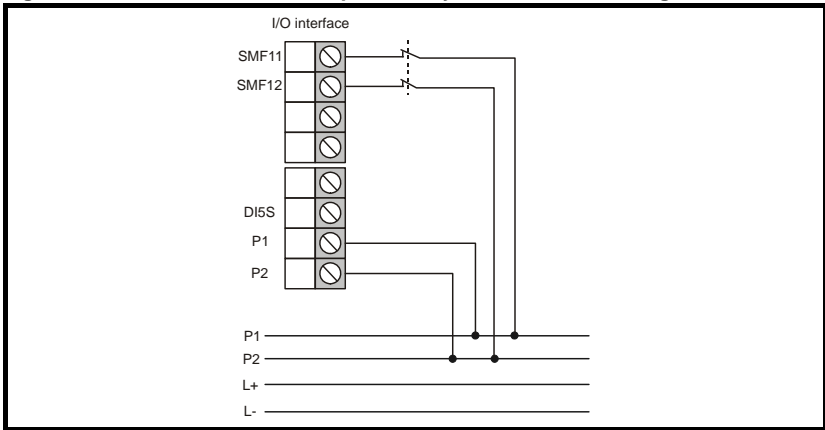 I/O interface
SMF11
SMF12
DI5S
P1
P2
P1
P2
L+
L-